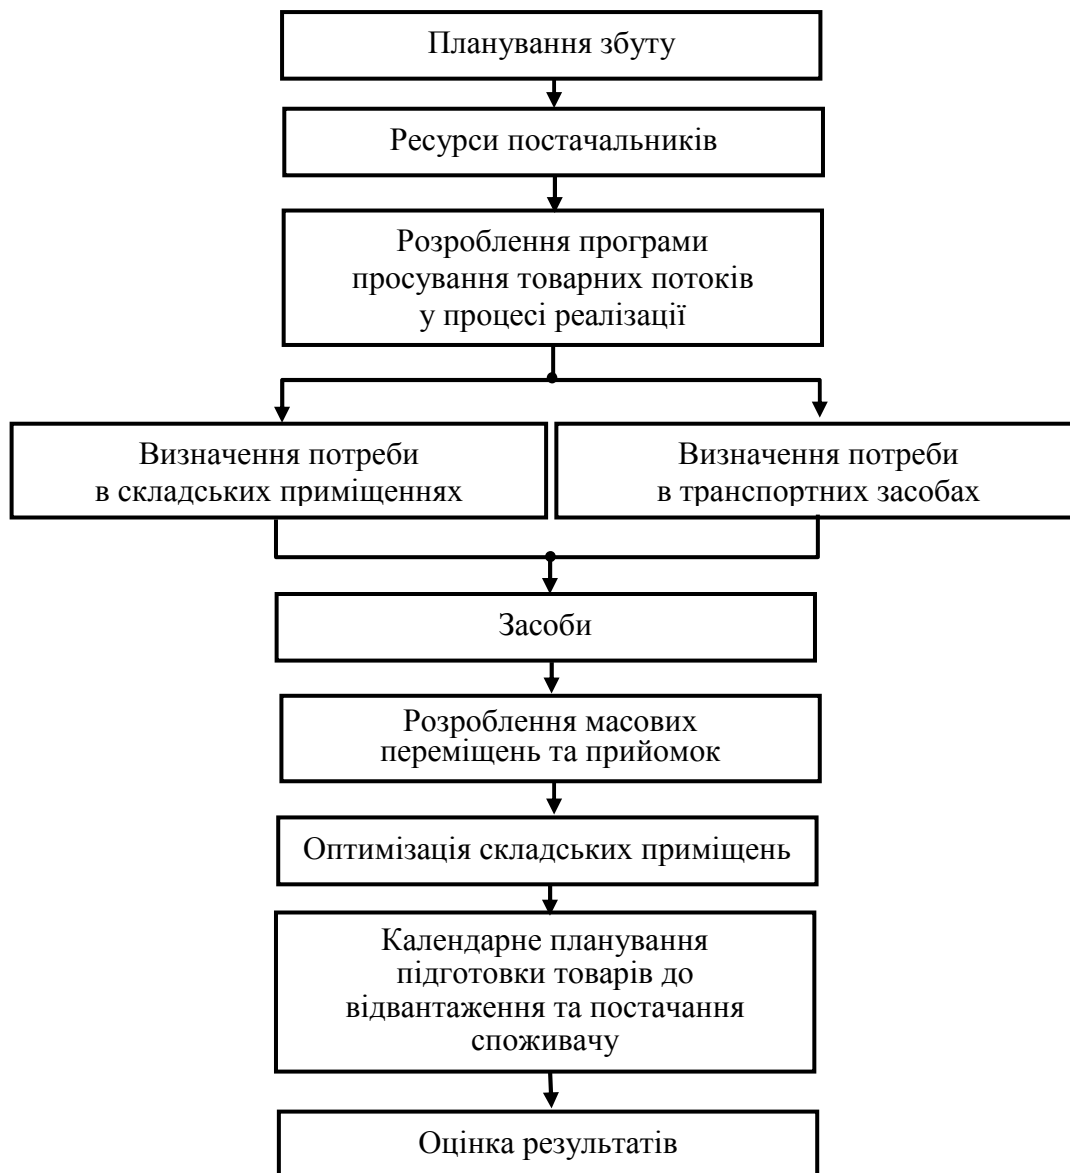 Планування збуту
Ресурси постачальників
Розроблення програми
просування товарних потоків
у процесі реалізації
Визначення потреби
в складських приміщеннях
Визначення потреби
в транспортних засобах
Засоби
Розроблення масових
переміщень та прийомок
Оптимізація складських приміщень
Календарне планування
підготовки товарів до
відвантаження та постачання
споживачу
Оцінка результатів